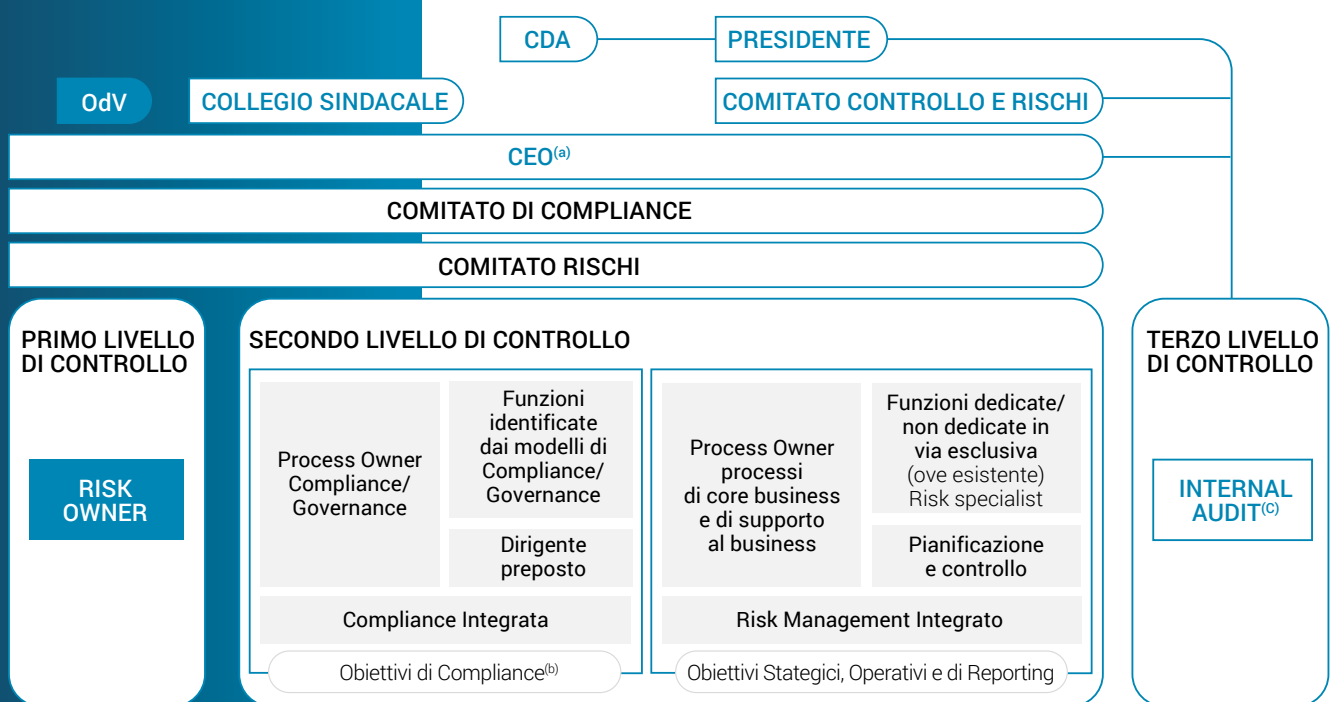 CDA
PRESIDENTE
OdV
COLLEGIO SINDACALE
COMITATO CONTROLLO E RISCHI
CEO(a)
COMITATO DI COMPLIANCE
COMITATO RISCHI
PRIMO LIVELLO
DI CONTROLLO
RISK
OWNER
SECONDO LIVELLO DI CONTROLLO
Process Owner
Compliance/
Governance
Funzioni
identificate
dai modelli di
Compliance/
Governance
Dirigente
preposto
Compliance Integrata
Obiettivi di Compliance(b)
Process Owner
processi
di core business
e di supporto
al business
Funzioni dedicate/
non dedicate in
via esclusiva
(ove esistente)
Risk specialist
Pianificazione
e controllo
Risk Management Integrato
Obiettivi Stategici, Operativi e di Reporting
TERZO LIVELLO
DI CONTROLLO
INTERNAL
AUDIT(C)